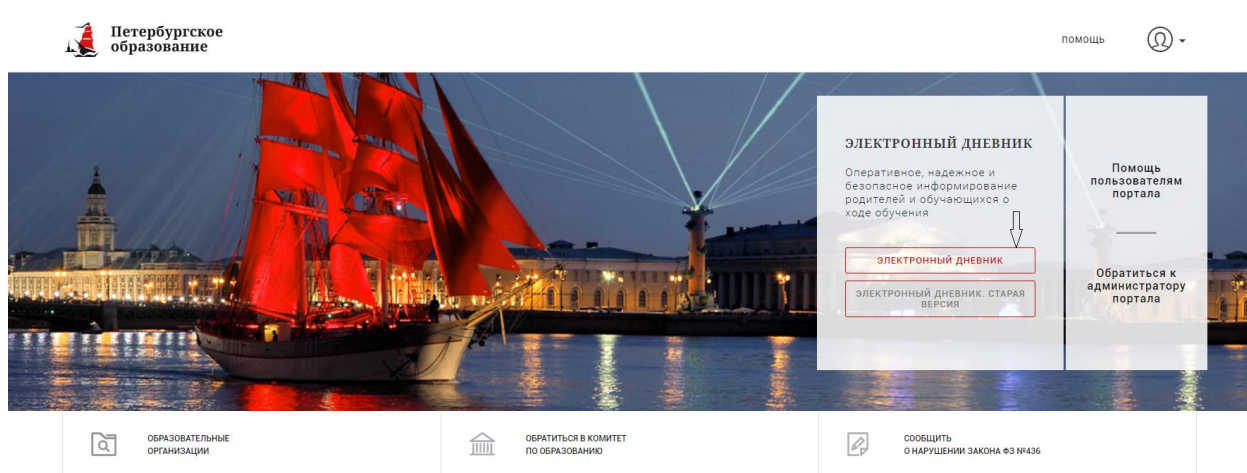 Петербургское
образование
помощь
ЭЛЕКТРОННЫЙ ДНЕВНИК
Оперативное, надежное и
безопасное информирование
родителей и обучающихся о
ходе обучения
ЭЛЕКТРОННЫЙ ДНЕВНИК
ЭЛЕКТРОННЫЙ ДНЕВНИК. СТАРАЯ
ВЕРСИЯ
Помощь
пользователям
портала
Обратиться к
администратору
портала
ОБРАЗОВАТЕЛЬНЫЕ
ОРГАНИЗАЦИИ
ОБРАТИТЬСЯ В КОМИТЕТ
ПО ОБРАЗОВАНИЮ
СООБЩИТЬ
О НАРУШЕНИИ ЗАКОНА ФЗ №436